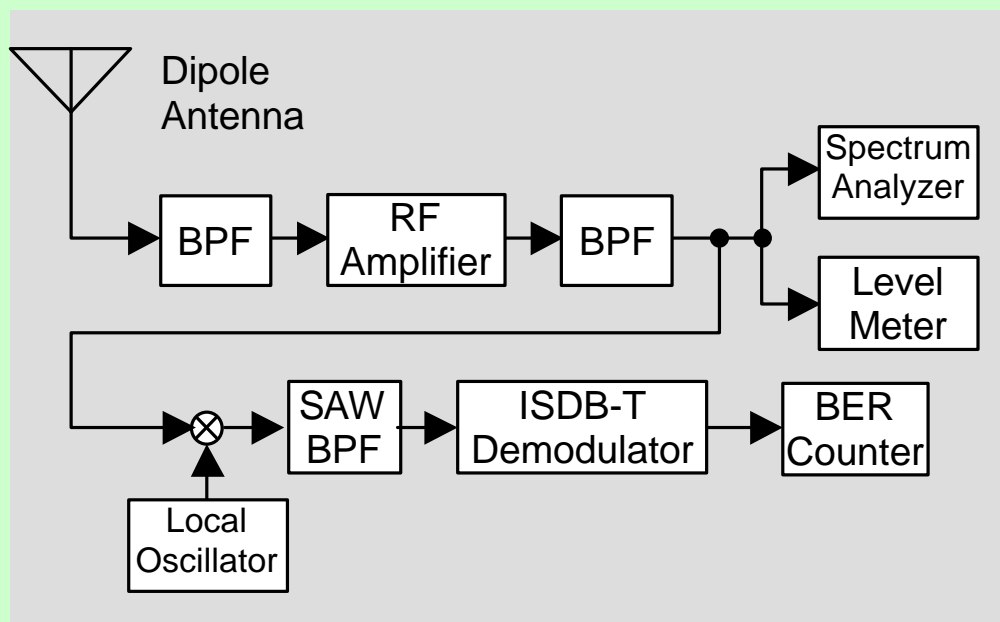 Dipole
Antenna
BPF
RF
Amplifier
BPF
Spectrum
Analyzer
Level
Meter
SAW
BPF
ISDB-T
Demodulator
BER
Counter
Local
Oscillator